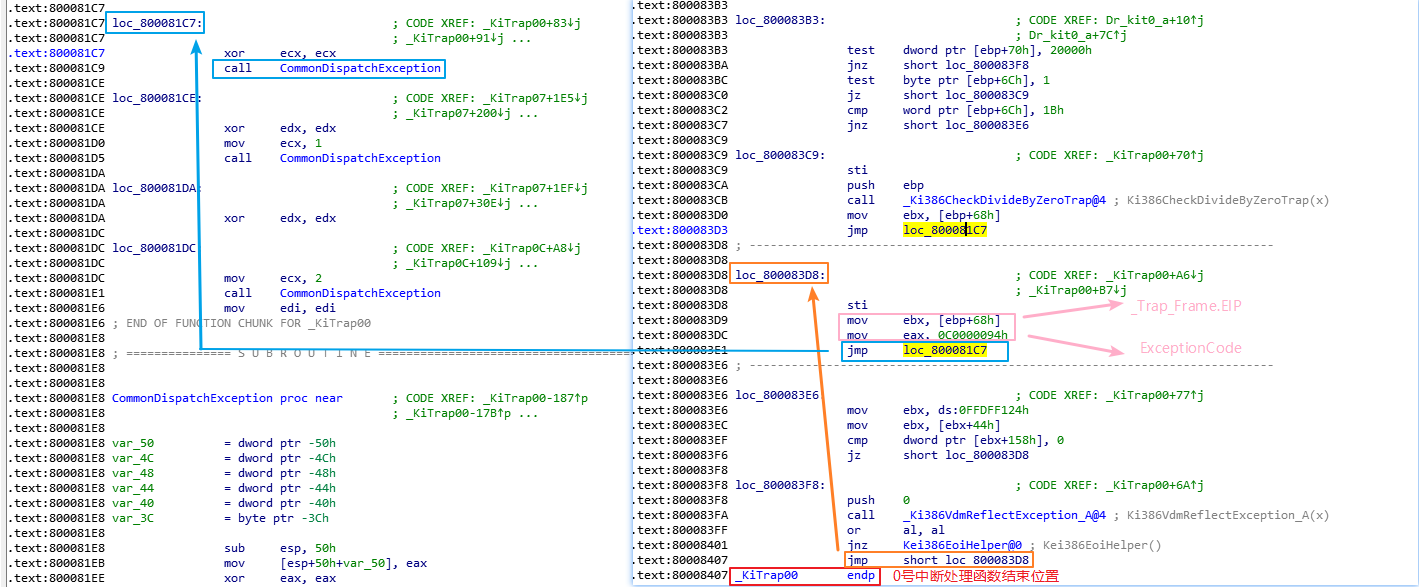 .text:800081C7
.text:800081C7 loc_800081C7: ; CODE XREF: _KiTrap00+83↓j
.text:800081C7 ; _KiTrap00+91↓j ...
.text:800081C7 xor ecx, ecx
.text:800081C9 call CommonDispatchException
.text:800081CE
.text:800081CE loc_800081CE: ; CODE XREF: _KiTrap07+1E5↓j
.text:800081CE ; _KiTrap07+200↓j ...
.text:800081CE xor edx, edx
.text:800081D0 mov ecx, 1
.text:800081D5 call CommonDispatchException
.text:800081DA
.text:800081DA loc_800081DA: ; CODE XREF: _KiTrap07+1EF↓j
.text:800081DA ; _KiTrap07+30E↓j ...
.text:800081DA xor edx, edx
.text:800081DC
.text:800081DC loc_800081DC ; CODE XREF: _KiTrap0C+A8↓j
.text:800081DC ; _KiTrap0C+109↓j ...
.text:800081DC mov ecx, 2
.text:800081E1 call CommonDispatchException
.text:800081E6 mov edi, edi
.text:800081E6 ; END OF FUNCTION CHUNK FOR _KiTrap00
.text:800081E8
.text:800081E8 ; =============== S U B R O U T I N E =======================================
.text:800081E8
.text:800081E8
.text:800081E8 CommonDispatchException proc near ; CODE XREF: _KiTrap00-187↑p
.text:800081E8 ; _KiTrap00-17B↑p ...
.text:800081E8
.text:800081E8 var_50 = dword ptr -50h
.text:800081E8 var_4C = dword ptr -4Ch
.text:800081E8 var_48 = dword ptr -48h
.text:800081E8 var_44 = dword ptr -44h
.text:800081E8 var_40 = dword ptr -40h
.text:800081E8 var_3C = byte ptr -3Ch
.text:800081E8
.text:800081E8 sub esp, 50h
.text:800081EB mov [esp+50h+var_50], eax
.text:800081EE xor eax, eax
.text:800083B3
.text:800083B3 loc_800083B3: ; CODE XREF: Dr_kit0_a+10↑j
.text:800083B3 ; Dr_kit0_a+7C↑j
.text:800083B3 test dword ptr [ebp+70h], 20000h
.text:800083BA jnz short loc_800083F8
.text:800083BC test byte ptr [ebp+6Ch], 1
.text:800083C0 jz short loc_800083C9
.text:800083C2 cmp word ptr [ebp+6Ch], 1Bh
.text:800083C7 jnz short loc_800083E6
.text:800083C9
.text:800083C9 loc_800083C9: ; CODE XREF: _KiTrap00+70↑j
.text:800083C9 sti
.text:800083CA push ebp
.text:800083CB call _Ki386CheckDivideByZeroTrap@4 ; Ki386CheckDivideByZeroTrap(x)
.text:800083D0 mov ebx, [ebp+68h]
.text:800083D3 jmp loc_800081C7
.text:800083D8 ; ---------------------------------------------------------------------------
.text:800083D8
.text:800083D8 loc_800083D8: ; CODE XREF: _KiTrap00+A6↓j
.text:800083D8 ; _KiTrap00+B7↓j
.text:800083D8 sti
.text:800083D9 mov ebx, [ebp+68h]
_Trap_Frame.EIP
.text:800083DC mov eax, 0C0000094h
ExceptionCode
.text:800083E1 jmp loc_800081C7
.text:800083E6 ; ---------------------------------------------------------------------------
.text:800083E6
.text:800083E6 loc_800083E6 ; CODE XREF: _KiTrap00+77↑j
.text:800083E6 mov ebx, ds:0FFDFF124h
.text:800083EC mov ebx, [ebx+44h]
.text:800083EF cmp dword ptr [ebx+158h], 0
.text:800083F6 jz short loc_800083D8
.text:800083F8
.text:800083F8 loc_800083F8: ; CODE XREF: _KiTrap00+6A↑j
.text:800083F8 push 0
.text:800083FA call _Ki386VdmReflectException_A@4 ; Ki386VdmReflectException_A(x)
.text:800083FF or al, al
.text:80008401 jnz Kei386EoiHelper@0 ; Kei386EoiHelper()
.text:80008407 jmp short loc_800083D8
.text:80008407 _KiTrap00 endp 0号中断处理函数结束位置